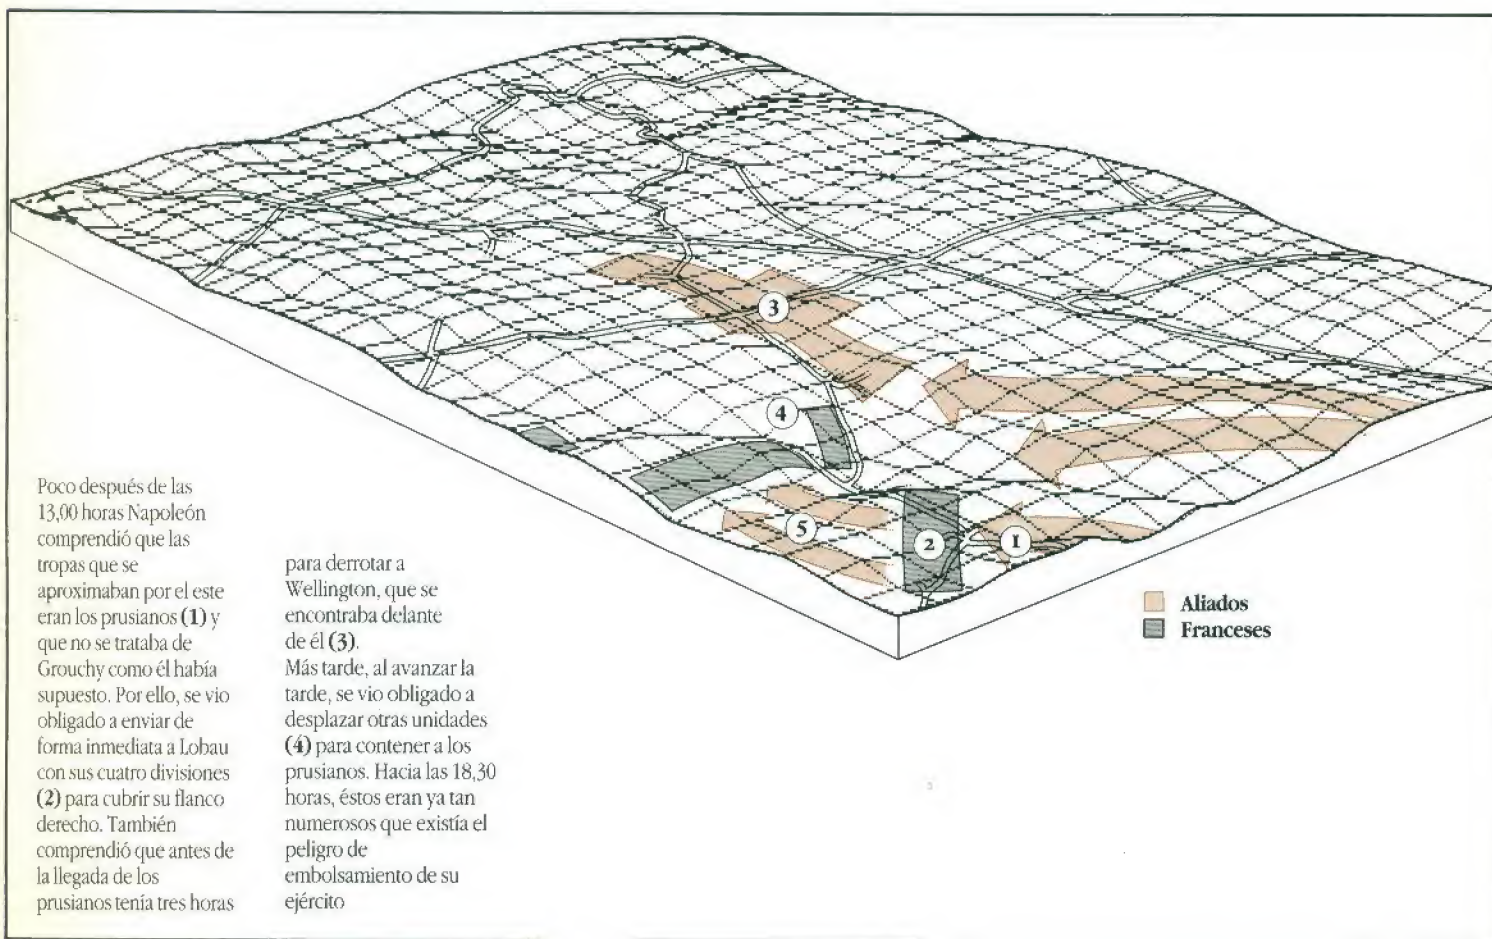 3
4
5
2
1
Aliados
Franceses
Poco después de las
13,00 horas Napoleón
comprendió que las
tropas que se
aproximaban por el este
eran los prusianos (1) y
que no se trataba de
Grouchy como él había
supuesto. Por ello, se vio
obligado a enviar de
forma inmediata a Lobau
con sus cuatro divisiones
(2) para cubrir su flanco
derecho. También
comprendió que antes de
la llegada de los
prusianos tenía tres horas
para derrotar a
Wellington, que se
encontraba delante
de él (3).
Más tarde, al avanzar la
tarde, se vio obligado a
desplazar otras unidades
(4) para contener a los
prusianos. Hacia las 18,30
horas, éstos eran ya tan
numerosos que existía el
peligro de
embolsamiento de su
ejército